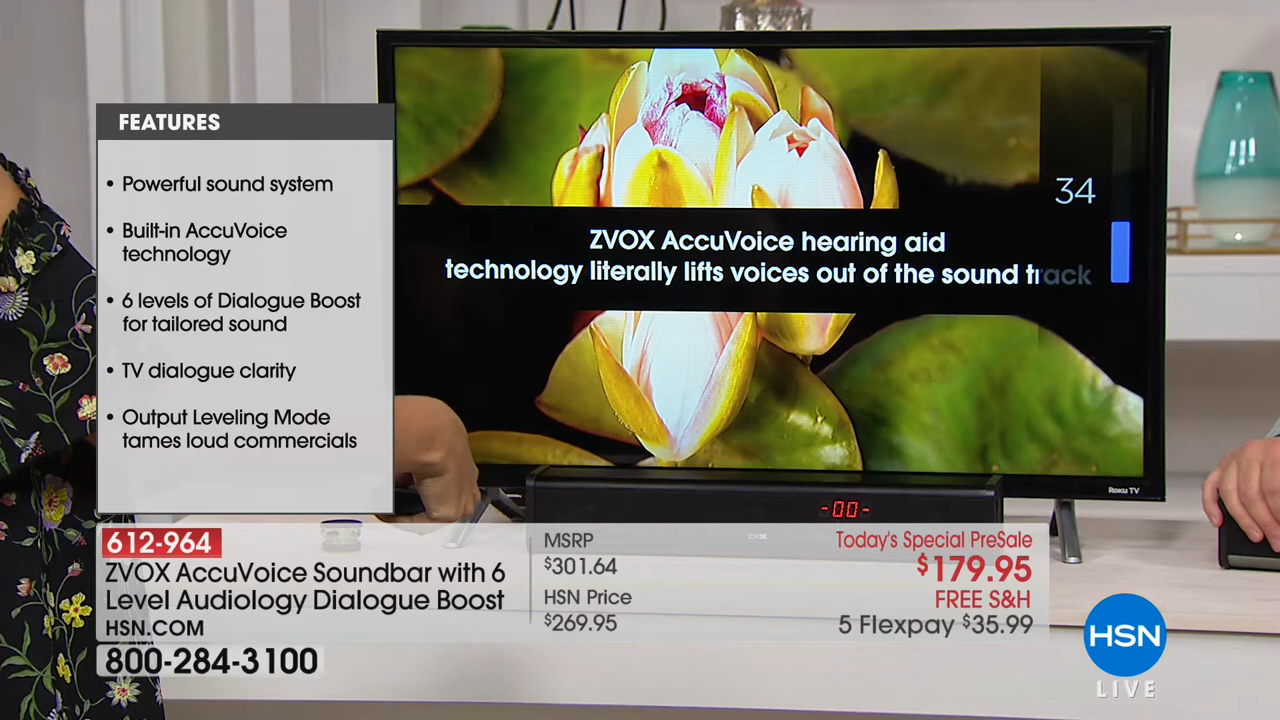 FEATURES
• Powerful sound system
• Built-in AccuVoice
technology
• 6 levels of Dialogue Boost
for tailored sound
• TV dialogue clarity
• Output Leveling Mode
tames loud commercials
34
ZVOX AccuVoice hearing aid
technology literally lifts voices out of the sound track
Roku TV
-00-
ZVOX
612-964
ZVOX AccuVoice Soundbar with 6
Level Audiology Dialogue Boost
HSN.COM
800-284-3100
MSRP
$301.64
HSN Price
$269.95
Today's Special PreSale
$179.95
FREE S&H
5 Flexpay $35.99
HSN
LIVE